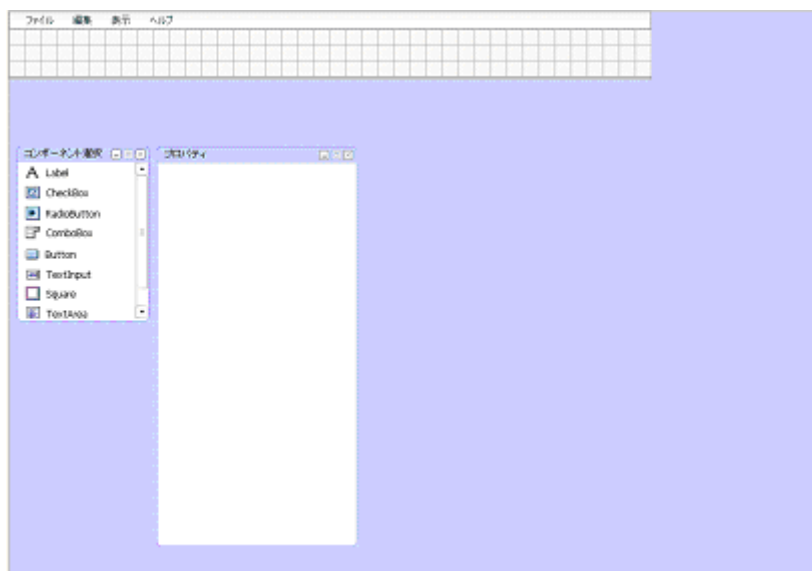 ファイル 編集 表示 ヘルプ
コンポーネント選択
プロパティ
Label
CheckBox
RadioButton
ComboBox
Button
TextInput
Square
TextArea